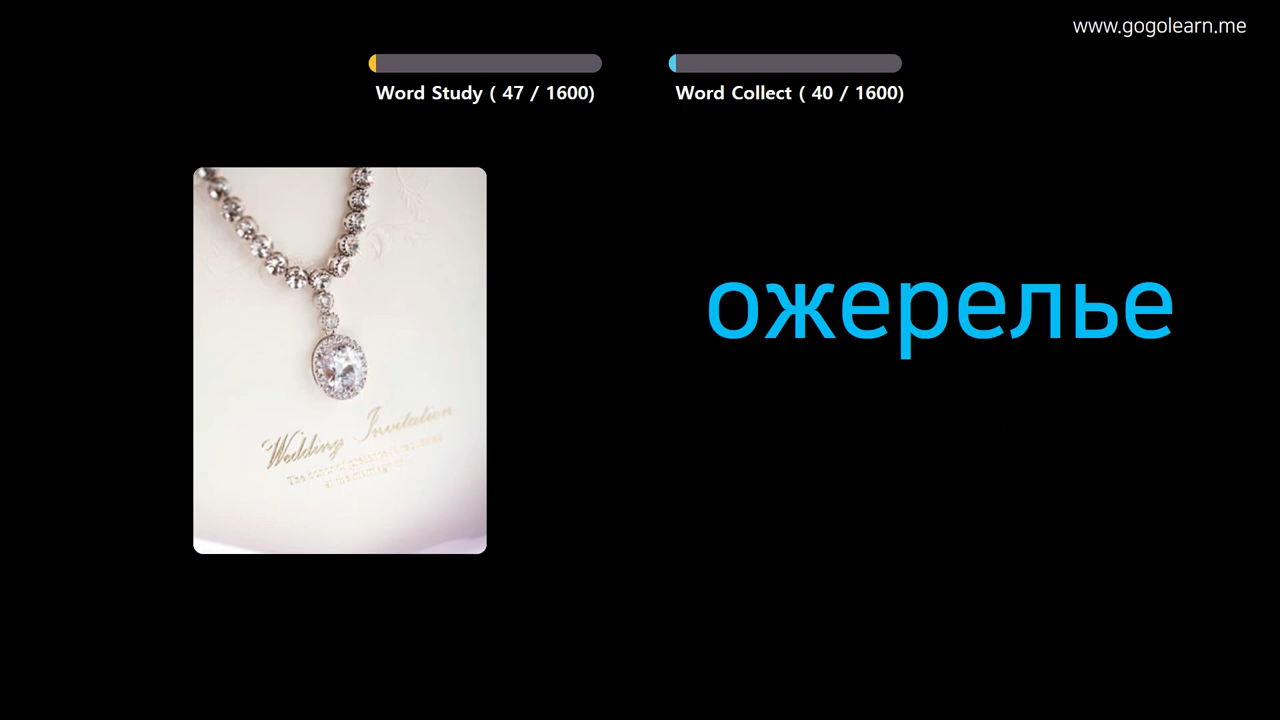 www.gogolearn.me
Word Study ( 47 / 1600)
Word Collect ( 40 / 1600)
ожерелье
Wedding Invitation